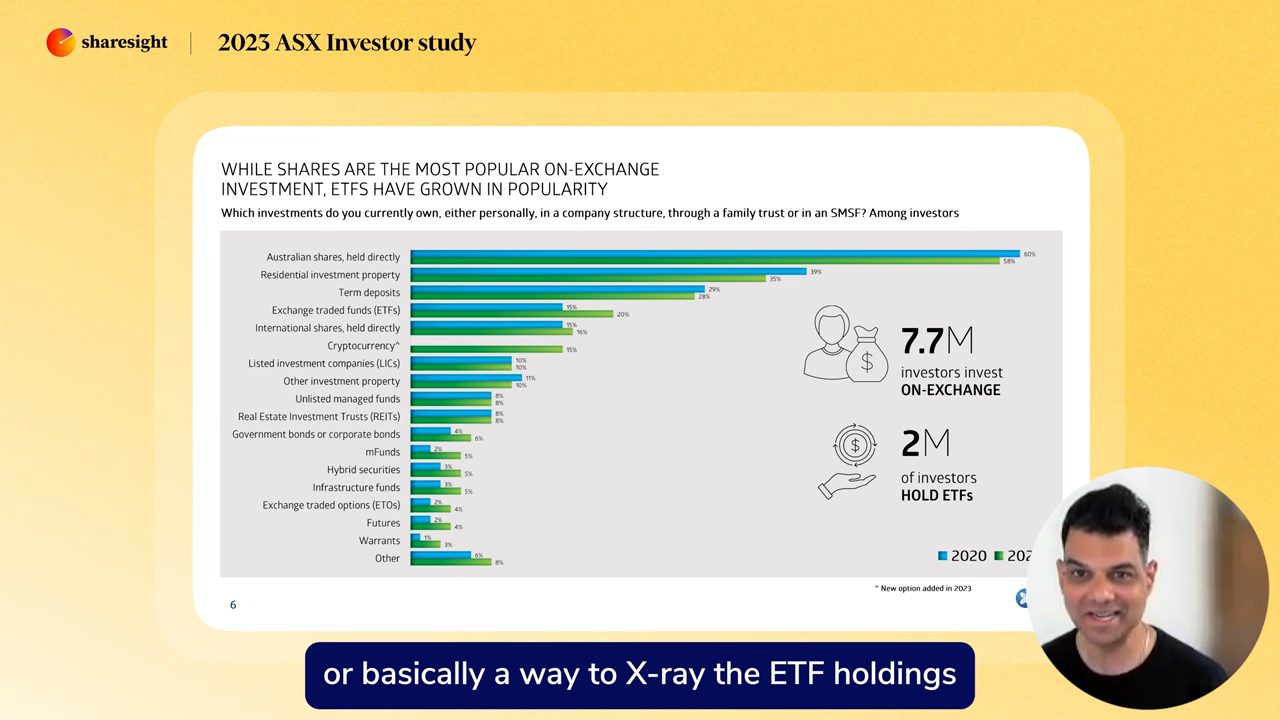 sharesight | 2023 ASX Investor study
WHILE SHARES ARE THE MOST POPULAR ON-EXCHANGE
INVESTMENT, ETFS HAVE GROWN IN POPULARITY
Which investments do you currently own, either personally, in a company structure, through a family trust or in an SMSF? Among investors
Australian shares, held directly 60% 58%
Residential investment property 39% 35%
Term deposits 29% 28%
Exchange traded funds (ETFs) 15% 20%
International shares, held directly 15% 16%
Cryptocurrency^ 15%
Listed investment companies (LICs) 10% 10%
Other investment property 11% 10%
Unlisted managed funds 8% 8%
Real Estate Investment Trusts (REITs) 8% 8%
Government bonds or corporate bonds 4% 6%
mFunds 2% 5%
Hybrid securities 3% 5%
Infrastructure funds 3% 5%
Exchange traded options (ETOs) 2% 4%
Futures 2% 4%
Warrants 1% 3%
Other 6% 8%
7.7M
investors invest
ON-EXCHANGE
2M
of investors
HOLD ETFs
2020 202
^ New option added in 2023
6
or basically a way to X-ray the ETF holdings